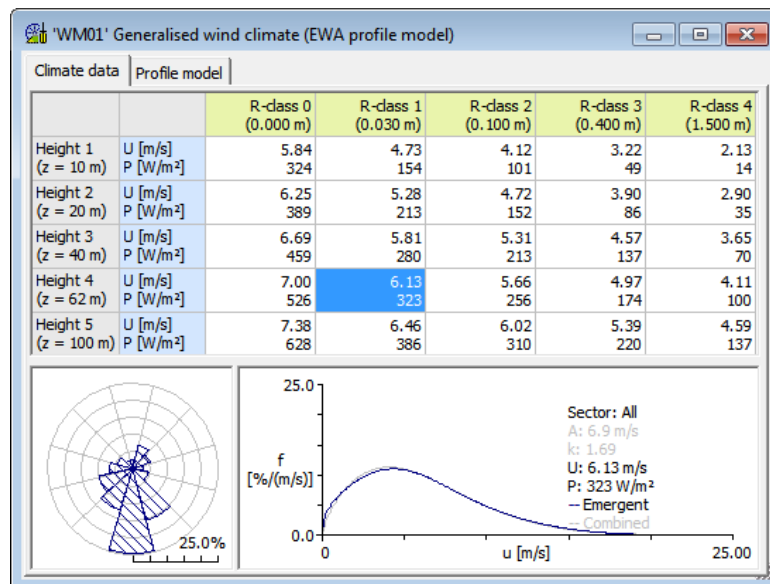 'WM01' Generalised wind climate (EWA profile model)
Climate data Profile model
R-class 0 R-class 1 R-class 2 R-class 3 R-class 4
(0.000 m) (0.030 m) (0.100 m) (0.400 m) (1.500 m)
Height 1 U [m/s] 5.84 4.73 4.12 3.22 2.13
(z = 10 m) P [W/m²] 324 154 101 49 14
Height 2 U [m/s] 6.25 5.28 4.72 3.90 2.90
(z = 20 m) P [W/m²] 389 213 152 86 35
Height 3 U [m/s] 6.69 5.81 5.31 4.57 3.65
(z = 40 m) P [W/m²] 459 280 213 137 70
Height 4 U [m/s] 7.00 6.13 5.66 4.97 4.11
(z = 62 m) P [W/m²] 526 323 256 174 100
Height 5 U [m/s] 7.38 6.46 6.02 5.39 4.59
(z = 100 m) P [W/m²] 628 386 310 220 137
25.0%
25.0
f
[%/(m/s)]
0.0
0
u [m/s]
25.00
Sector: All
A: 6.9 m/s
k: 1.69
U: 6.13 m/s
P: 323 W/m²
-- Emergent
-- Combined